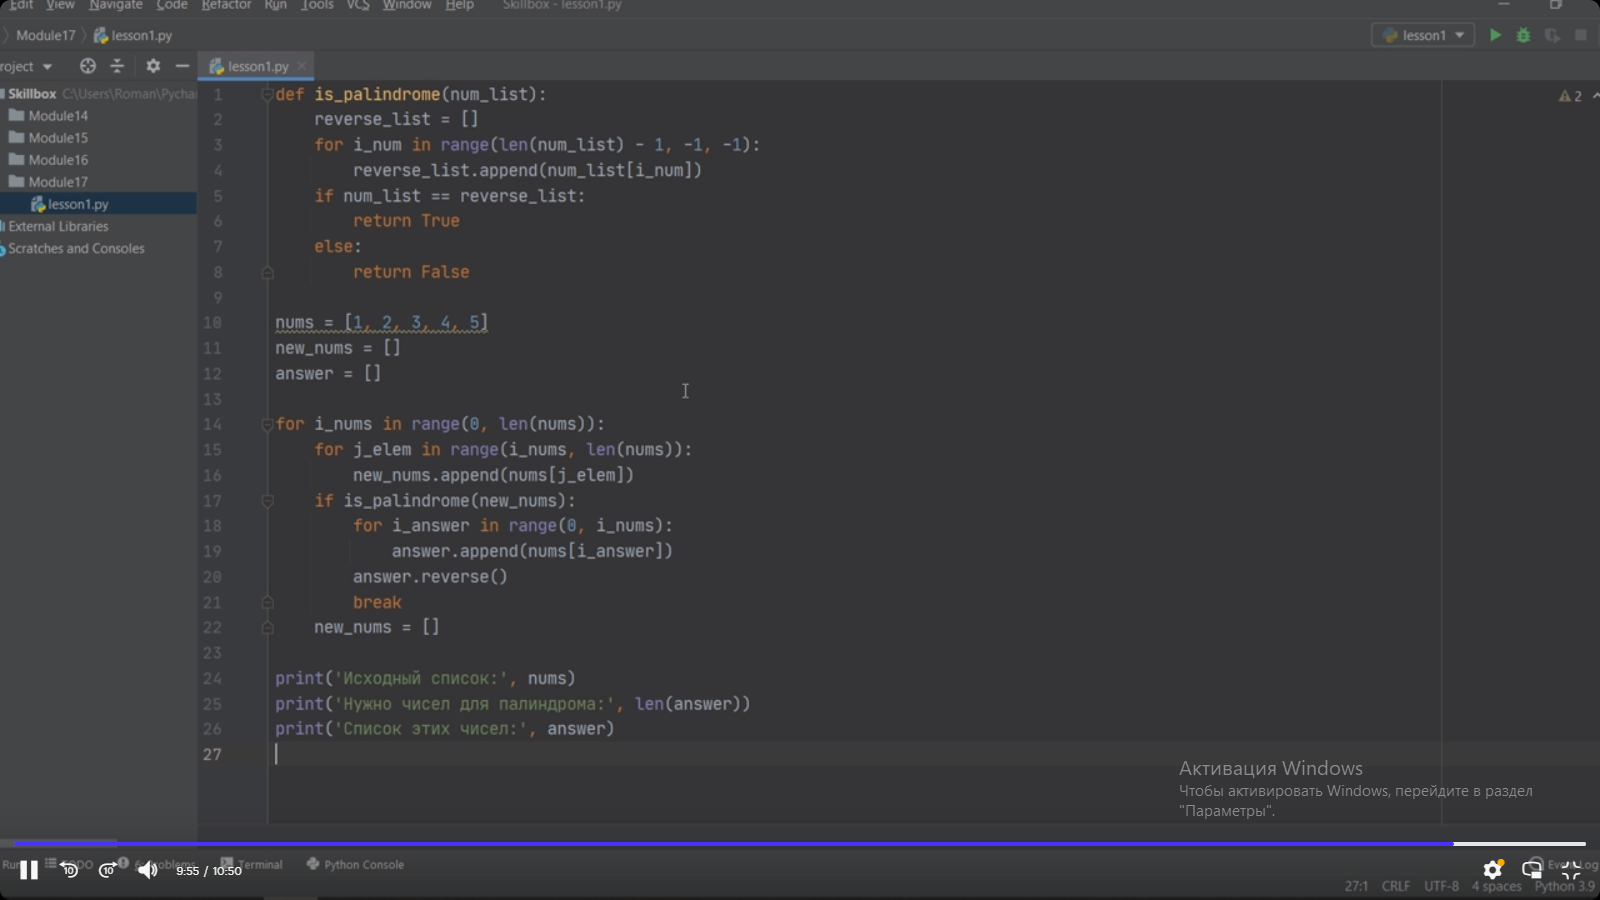 Edit View Navigate Code Refactor Run Tools VCS Window Help Skillbox - lesson1.py
Module17 lesson1.py lesson1
roject lesson1.py
Skillbox C:\Users\Roman\Pycha
Module14
Module15
Module16
Module17
lesson1.py
External Libraries
Scratches and Consoles
2
1 def is_palindrome(num_list):
2 reverse_list = []
3 for i_num in range(len(num_list) - 1, -1, -1):
4 reverse_list.append(num_list[i_num])
5 if num_list == reverse_list:
6 return True
7 else:
8 return False
9
10 nums = [1, 2, 3, 4, 5]
11 new_nums = []
12 answer = []
13
14 for i_nums in range(0, len(nums)):
15 for j_elem in range(i_nums, len(nums)):
16 new_nums.append(nums[j_elem])
17 if is_palindrome(new_nums):
18 for i_answer in range(0, i_nums):
19 answer.append(nums[i_answer])
20 answer.reverse()
21 break
22 new_nums = []
23
24 print('Исходный список:', nums)
25 print('Нужно чисел для палиндрома:', len(answer))
26 print('Список этих чисел:', answer)
27
Активация Windows
Чтобы активировать Windows, перейдите в раздел
"Параметры".
TODO 6: Problems Terminal Python Console
10 10 9:55 / 10:50
27:1 CRLF UTF-8 4 spaces Python 3.9